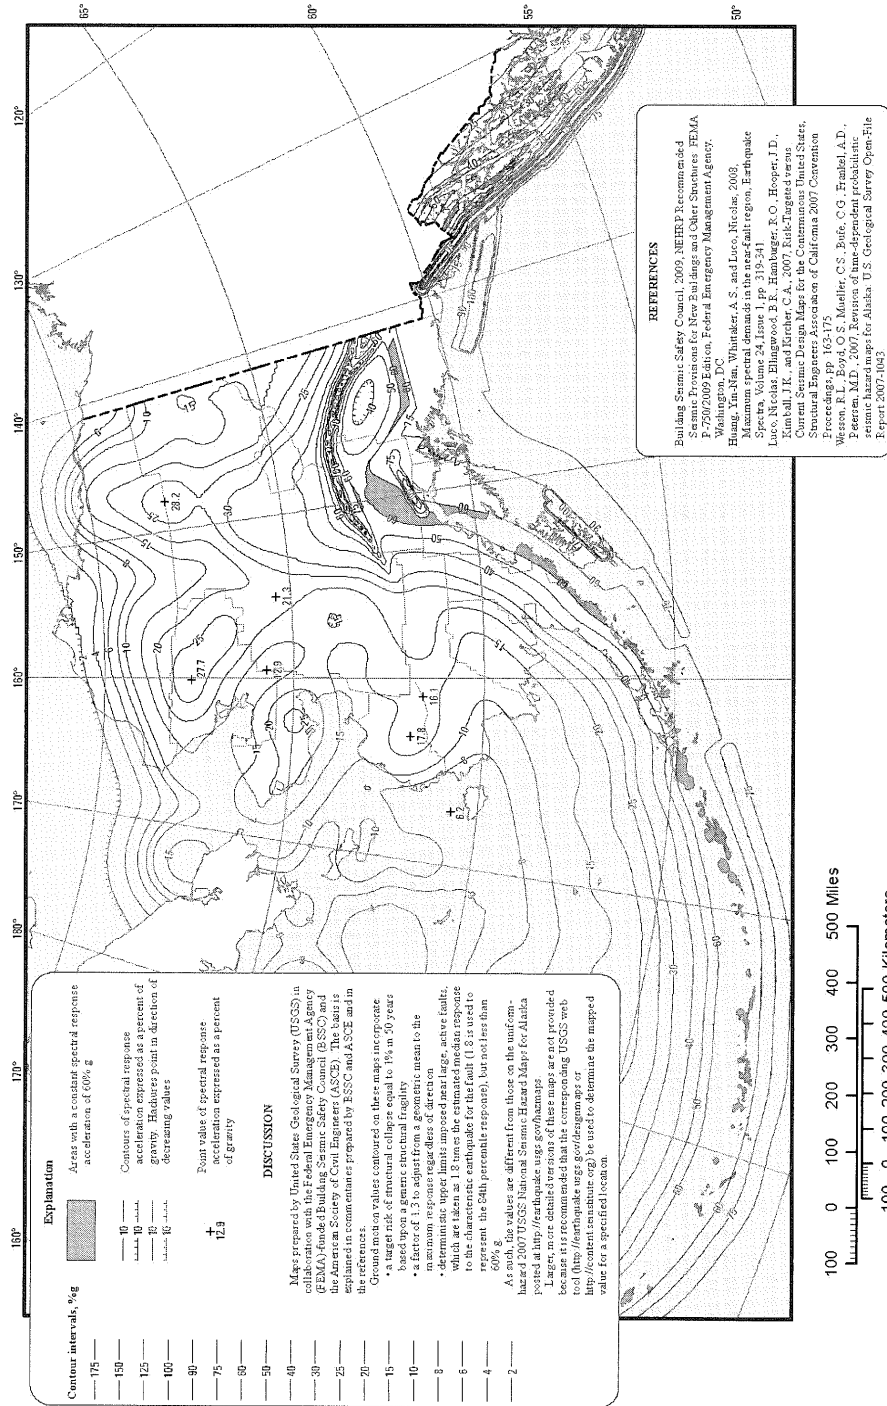 Explanation
Contour intervals, %g
175
150
125
100
90
75
60
50
40
30
25
20
15
10
8
6
4
2
Areas with a constant spectral response
acceleration of 60% g
10
10
10
10
Contours of spectral response
acceleration expressed as a percent of
gravity. Hachures point in direction of
decreasing values
+
12.9
Point value of spectral response
acceleration expressed as a percent
of gravity
DISCUSSION
Maps prepared by United States Geological Survey (USGS) in
collaboration with the Federal Emergency Management Agency
(FEMA)-funded Building Seismic Safety Council (BSSC) and
the American Society of Civil Engineers (ASCE). The basis is
explained in commentaries prepared by BSSC and ASCE and in
the references.
Ground motion values contoured on these maps incorporate
• a target risk of structural collapse equal to 1% in 50 years
based upon a generic structural fragility
• a factor of 1.3 to adjust from a geometric mean to the
maximum response regardless of direction
• deterministic upper limits imposed near large, active faults,
which are taken as 1.8 times the estimated median response
to the characteristic earthquake for the fault (1.8 is used to
represent the 84th percentile response), but not less than
60% g.
As such, the values are different from those on the uniform-
hazard 2007 USGS National Seismic Hazard Maps for Alaska
posted at http://earthquake.usgs.gov/hazmaps.
Larger, more detailed versions of these maps are not provided
because it is recommended that the corresponding USGS web
tool (http://earthquake.usgs.gov/designmaps or
http://content.seinstitute.org) be used to determine the mapped
value for a specified location.
160°
170°
180°
170°
160°
150°
140°
130°
120°
65°
60°
55°
50°
28.2
27.7
21.3
12.9
16.1
17.8
6.2
REFERENCES
Building Seismic Safety Council, 2009, NEHRP Recommended
Seismic Provisions for New Buildings and Other Structures: FEMA
P-750/2009 Edition, Federal Emergency Management Agency,
Washington, DC.
Huang, Yin-Nan, Whittaker, A.S., and Luco, Nicolas, 2008,
Maximum spectral demands in the near-fault region, Earthquake
Spectra, Volume 24, Issue 1, pp. 319-341.
Luco, Nicolas, Ellingwood, B.R., Hamburger, R.O., Hooper, J.D.,
Kimball, J.K., and Kircher, C.A., 2007, Risk-Targeted versus
Current Seismic Design Maps for the Conterminous United States,
Structural Engineers Association of California 2007 Convention
Proceedings, pp. 163-175.
Wesson, R.L., Boyd, O.S., Mueller, C.S., Bufe, C.G., Frankel, A.D.,
Petersen, M.D., 2007, Revision of time-dependent probabilistic
seismic hazard maps for Alaska: U.S. Geological Survey Open-File
Report 2007-1043.
100 0 100 200 300 400 500 Miles
100 0 100 200 300 400 500 Kilometers